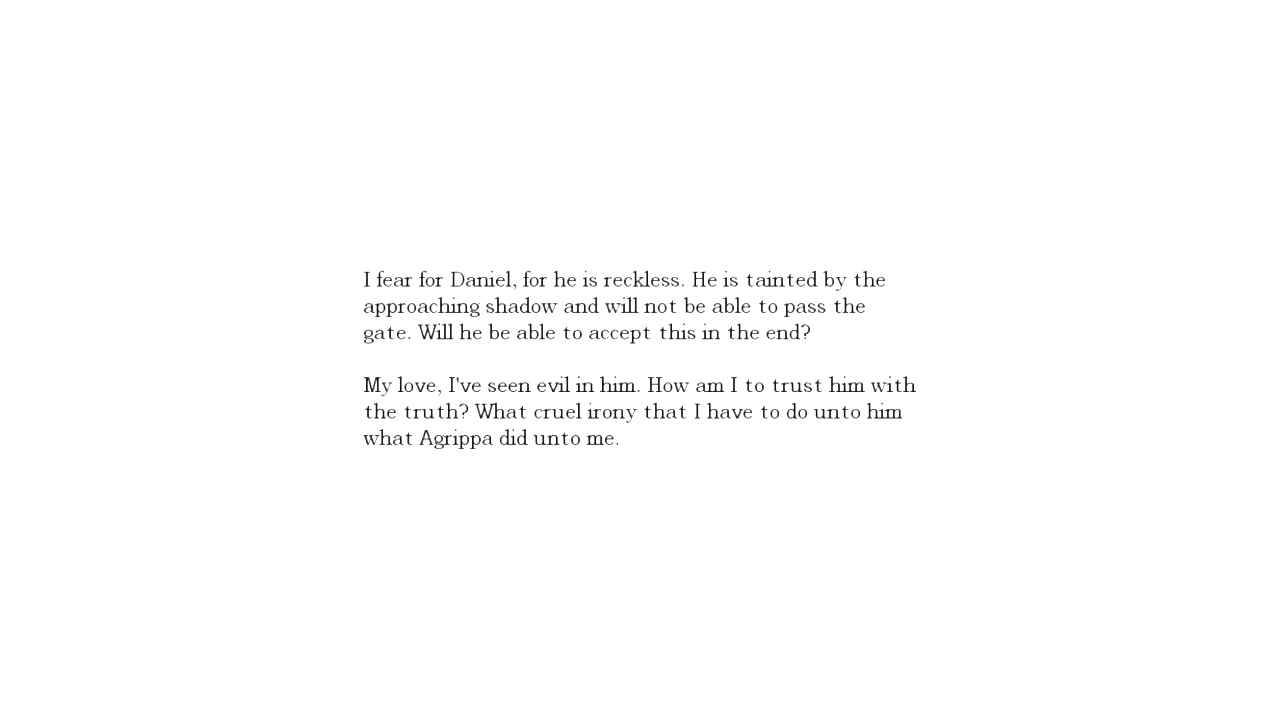 I fear for Daniel, for he is reckless. He is tainted by the
approaching shadow and will not be able to pass the
gate. Will he be able to accept this in the end?
My love, I've seen evil in him. How am I to trust him with
the truth? What cruel irony that I have to do unto him
what Agrippa did unto me.